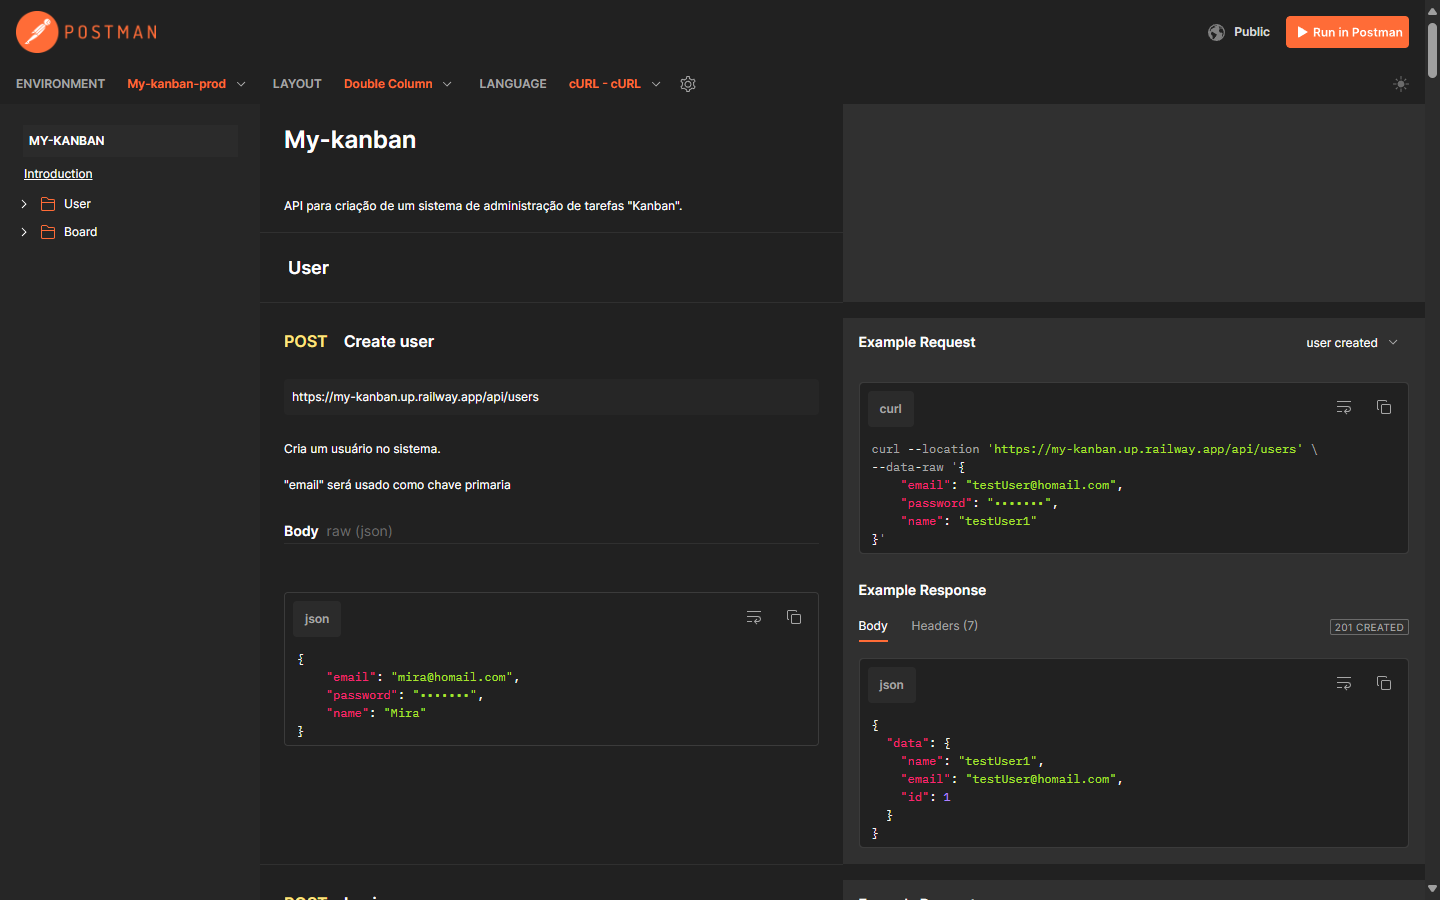 POSTMAN
Public
Run in Postman
ENVIRONMENT My-kanban-prod LAYOUT Double Column LANGUAGE cURL - cURL
MY-KANBAN
Introduction
User
Board
My-kanban
API para criação de um sistema de administração de tarefas "Kanban".
User
POST Create user
https://my-kanban.up.railway.app/api/users
Cria um usuário no sistema.
"email" será usado como chave primaria
Body raw (json)
json
{
    "email": "mira@homail.com",
    "password": "•••••••",
    "name": "Mira"
}
Example Request
user created
curl
curl --location 'https://my-kanban.up.railway.app/api/users' \
--data-raw '{
    "email": "testUser@homail.com",
    "password": "•••••••",
    "name": "testUser1"
}'
Example Response
Body Headers (7)
201 CREATED
json
{
  "data": {
    "name": "testUser1",
    "email": "testUser@homail.com",
    "id": 1
  }
}